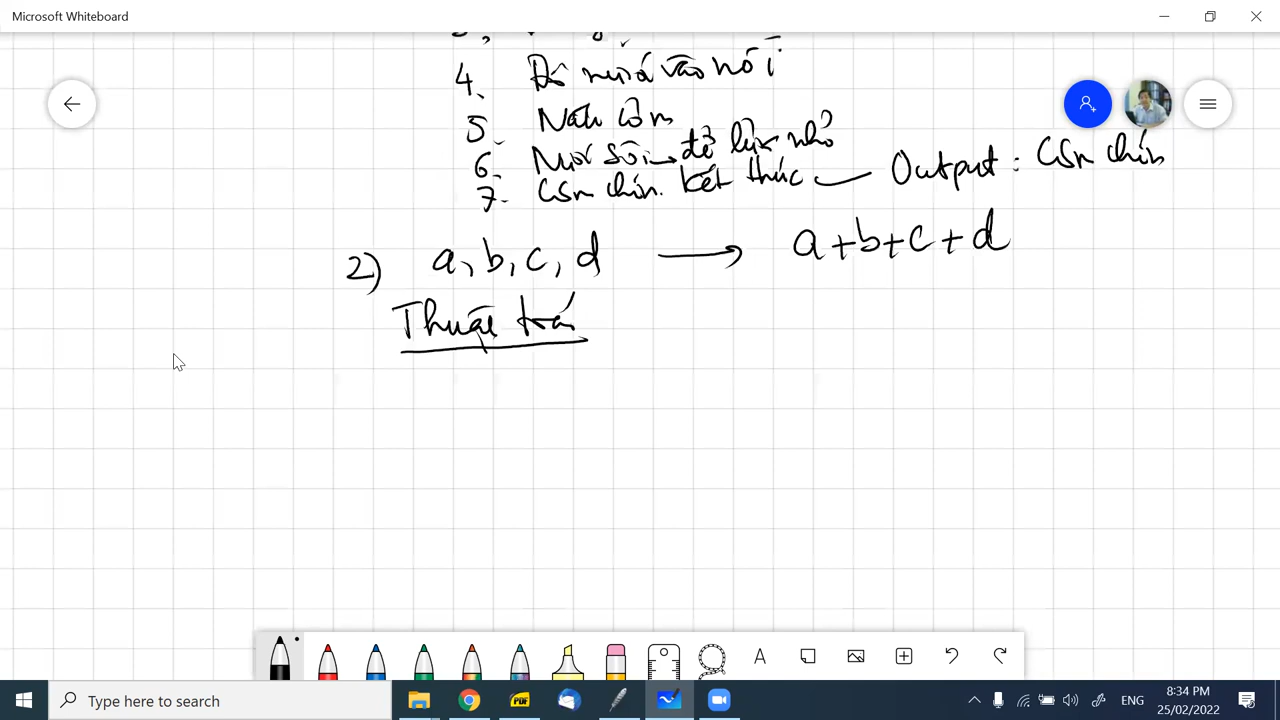 Microsoft Whiteboard
4. Đổ nước vào nồi
5. Nấu cơm
6. Nước sôi → để lửa nhỏ
7. Cơm chín. Kết thúc — Output: Cơm chín
2) a, b, c, d → a+b+c+d
Thuật toán
A
Type here to search
PDF
ENG
8:34 PM
25/02/2022